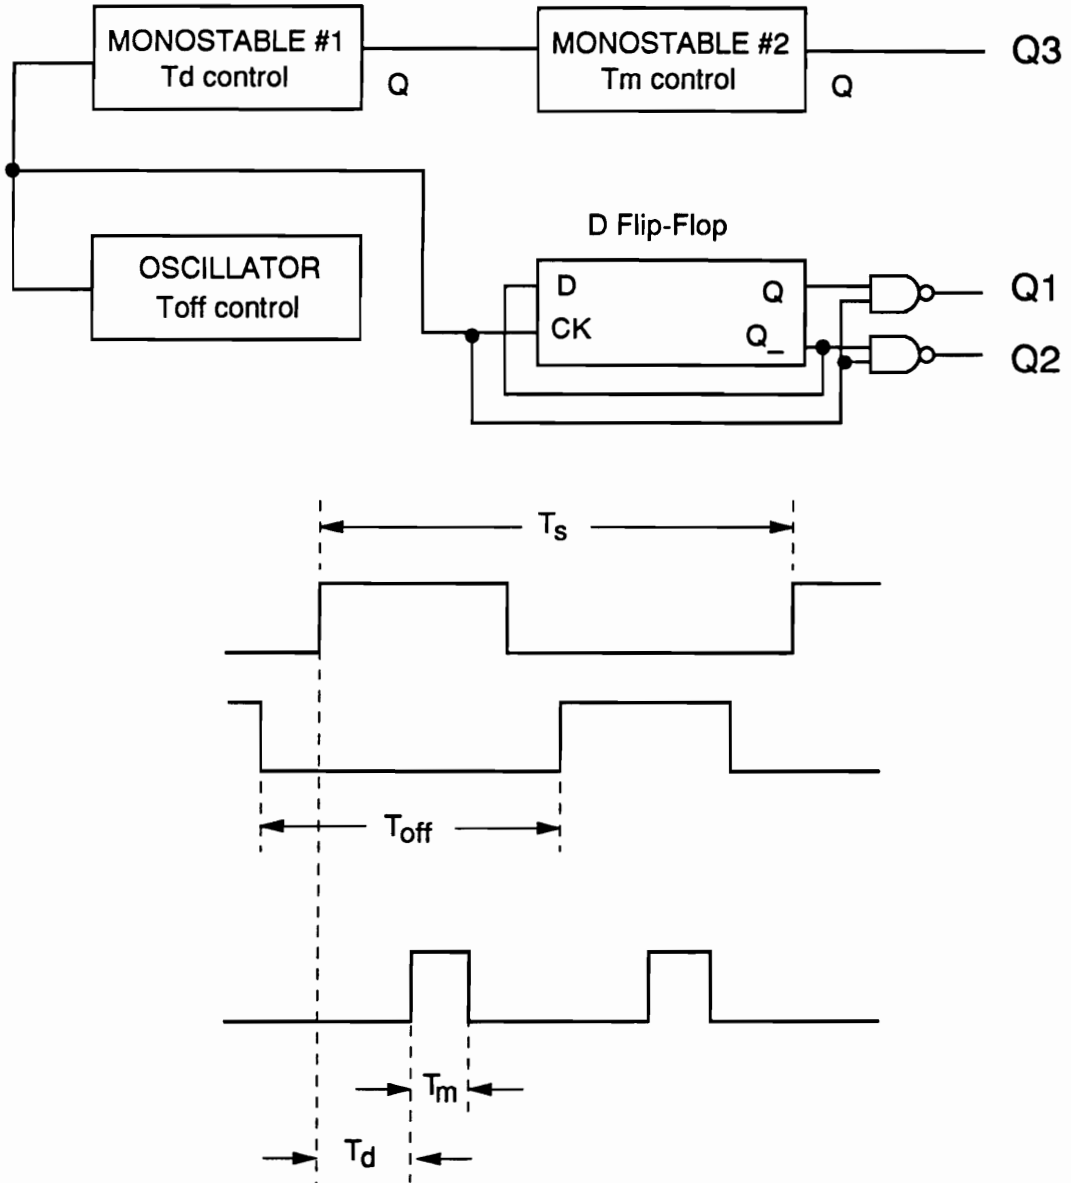 MONOSTABLE #1
Td control
Q
MONOSTABLE #2
Tm control
Q
Q3
OSCILLATOR
Toff control
D Flip-Flop
D
CK
Q
Q_
Q1
Q2
Ts
Toff
Tm
Td